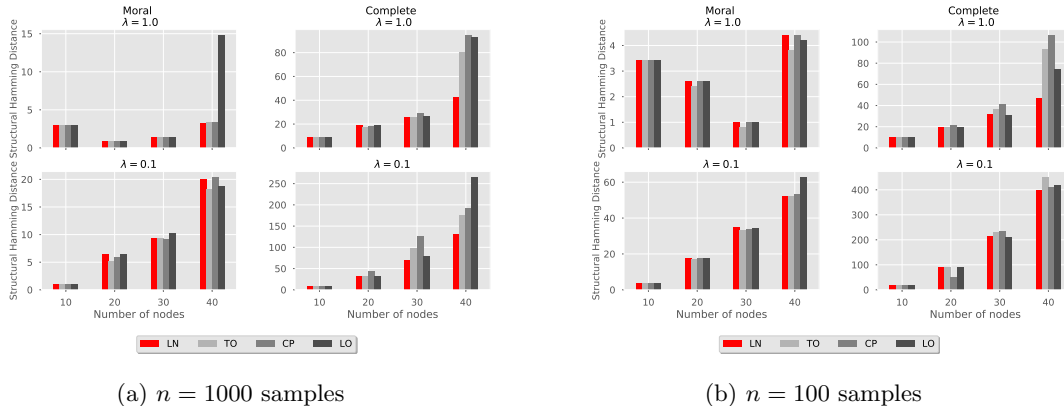 Moral
λ = 1.0
Complete
λ = 1.0
Structural Hamming Distance
15
10
5
0
80
60
40
20
0
λ = 0.1
λ = 0.1
Structural Hamming Distance
20
15
10
5
0
10 20 30 40
250
200
150
100
50
0
10 20 30 40
Number of nodes
Number of nodes
LN TO CP LO
(a) n = 1000 samples
Moral
λ = 1.0
Complete
λ = 1.0
Structural Hamming Distance
4
3
2
1
0
100
80
60
40
20
0
λ = 0.1
λ = 0.1
Structural Hamming Distance
60
40
20
0
10 20 30 40
400
300
200
100
0
10 20 30 40
Number of nodes
Number of nodes
LN TO CP LO
(b) n = 100 samples